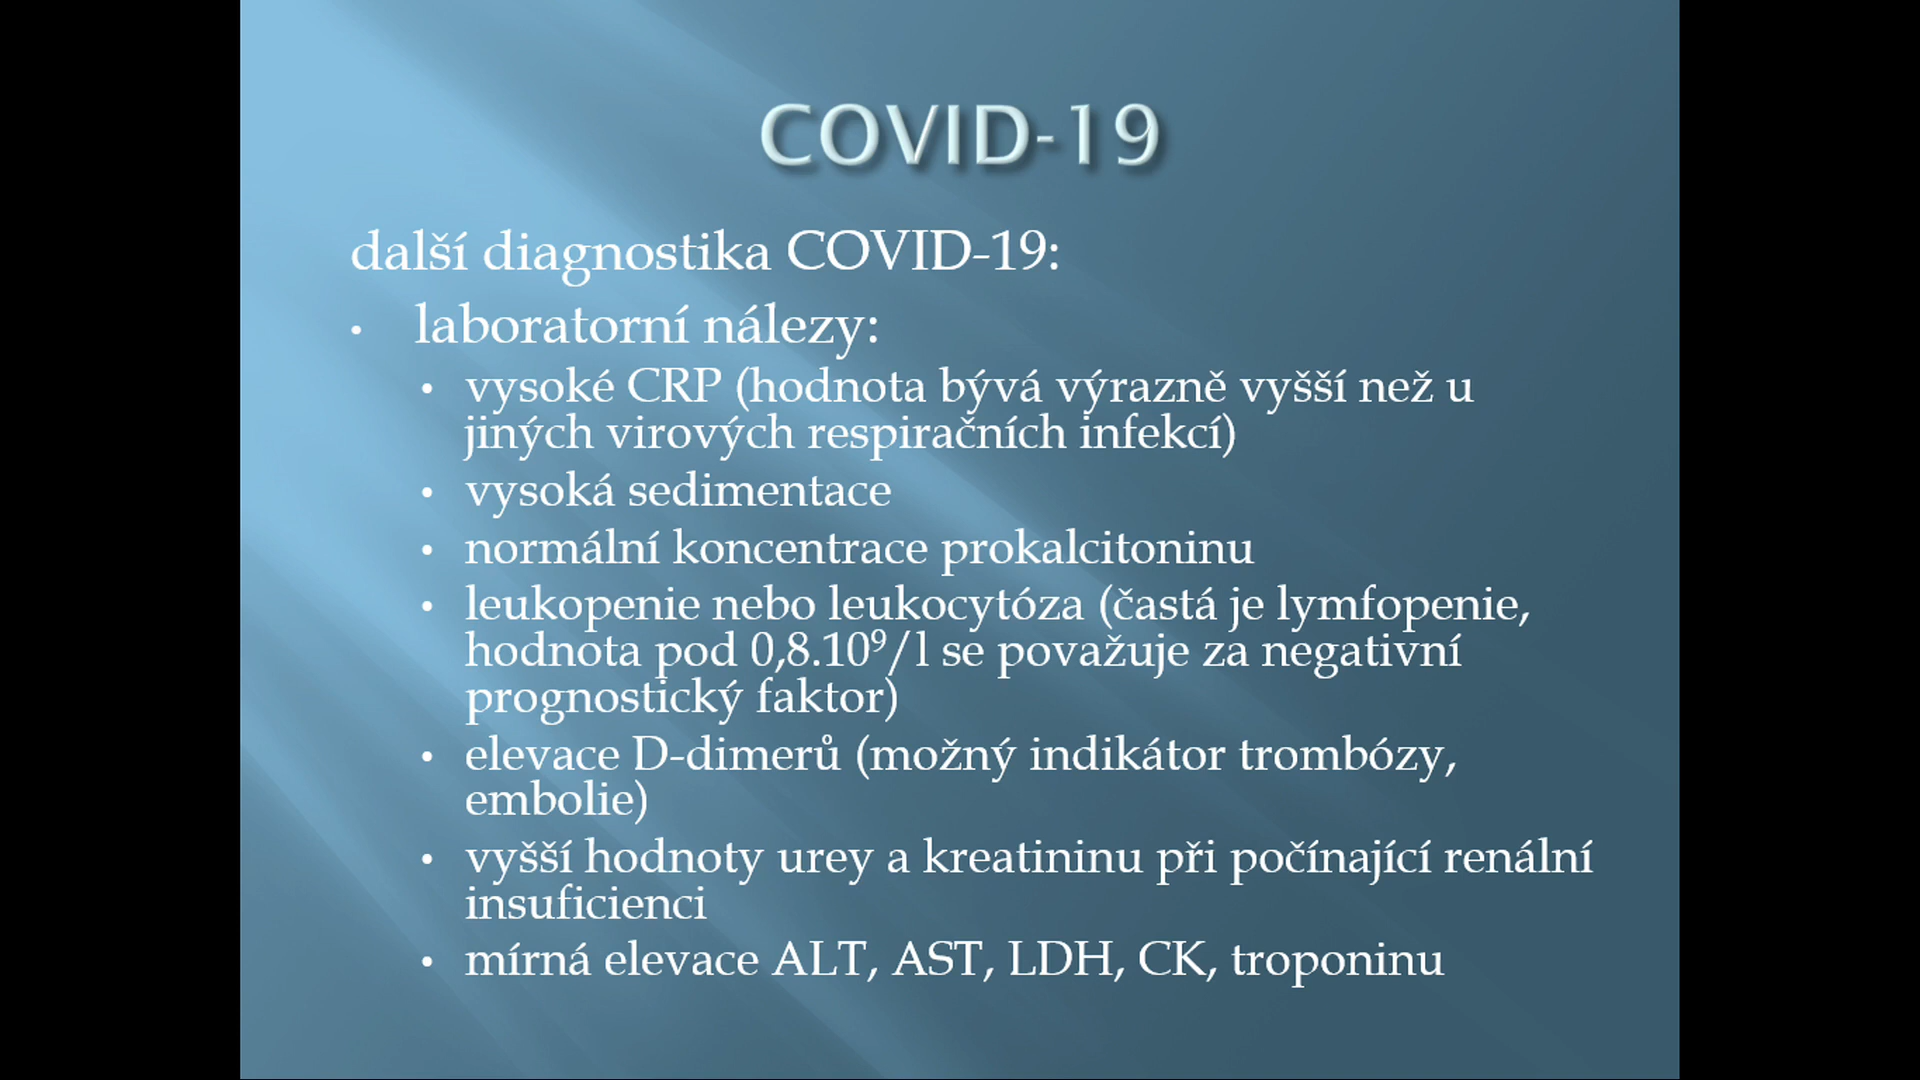 COVID-19
další diagnostika COVID-19:
• laboratorní nálezy:
• vysoké CRP (hodnota bývá výrazně vyšší než u
jiných virových respiračních infekcí)
• vysoká sedimentace
• normální koncentrace prokalcitoninu
• leukopenie nebo leukocytóza (častá je lymfopenie,
hodnota pod 0,8.10⁹/l se považuje za negativní
prognostický faktor)
• elevace D-dimerů (možný indikátor trombózy,
embolie)
• vyšší hodnoty urey a kreatininu při počínající renální
insuficienci
• mírná elevace ALT, AST, LDH, CK, troponinu